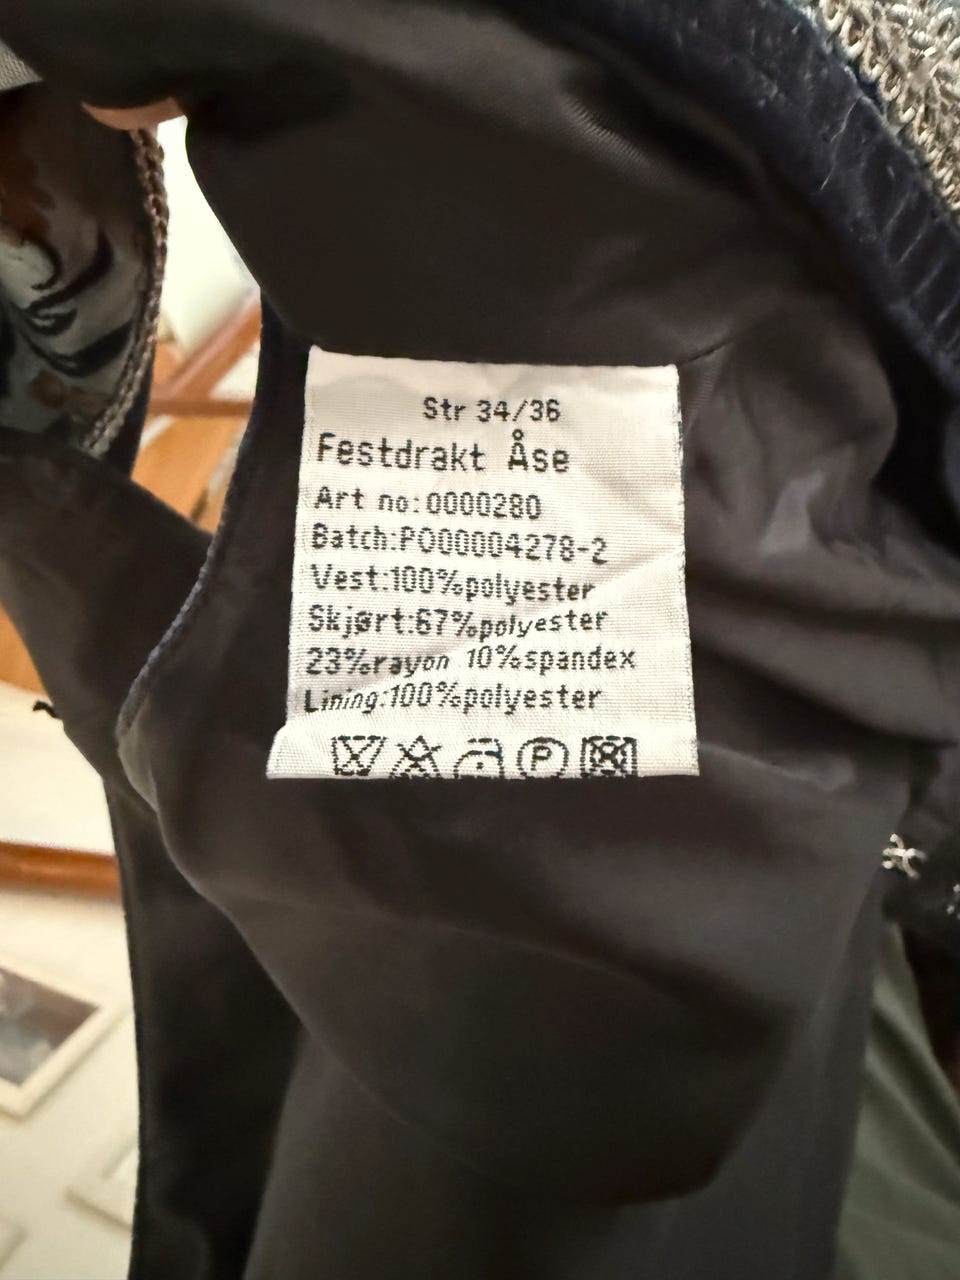 Str 34/36
Festdrakt Åse
Art no:0000280
Batch:PO00004278-2
Vest:100%polyester
Skjørt:67%polyester
23%rayon 10%spandex
Lining:100%polyester
P